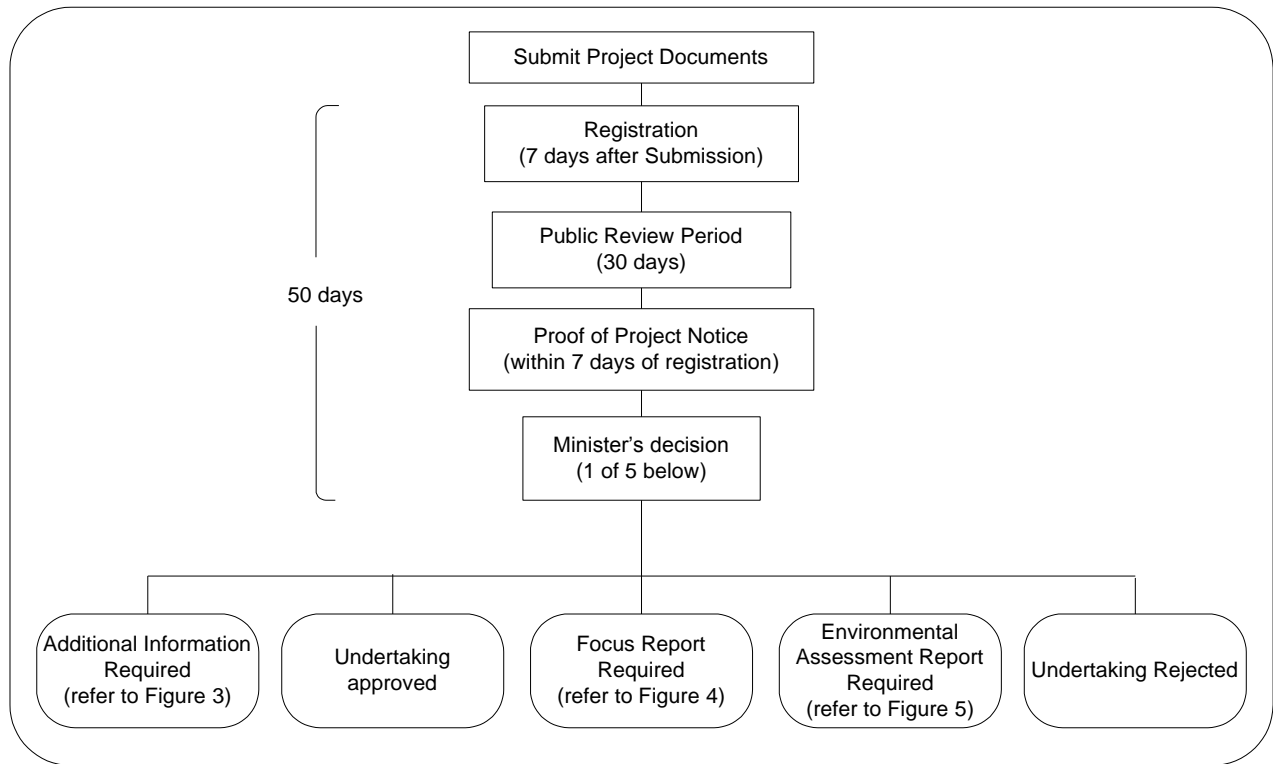 Submit Project Documents
Registration
(7 days after Submission)
Public Review Period
(30 days)
50 days
Proof of Project Notice
(within 7 days of registration)
Minister’s decision
(1 of 5 below)
Additional Information
Required
(refer to Figure 3)
Undertaking
approved
Focus Report
Required
(refer to Figure 4)
Environmental
Assessment Report
Required
(refer to Figure 5)
Undertaking Rejected